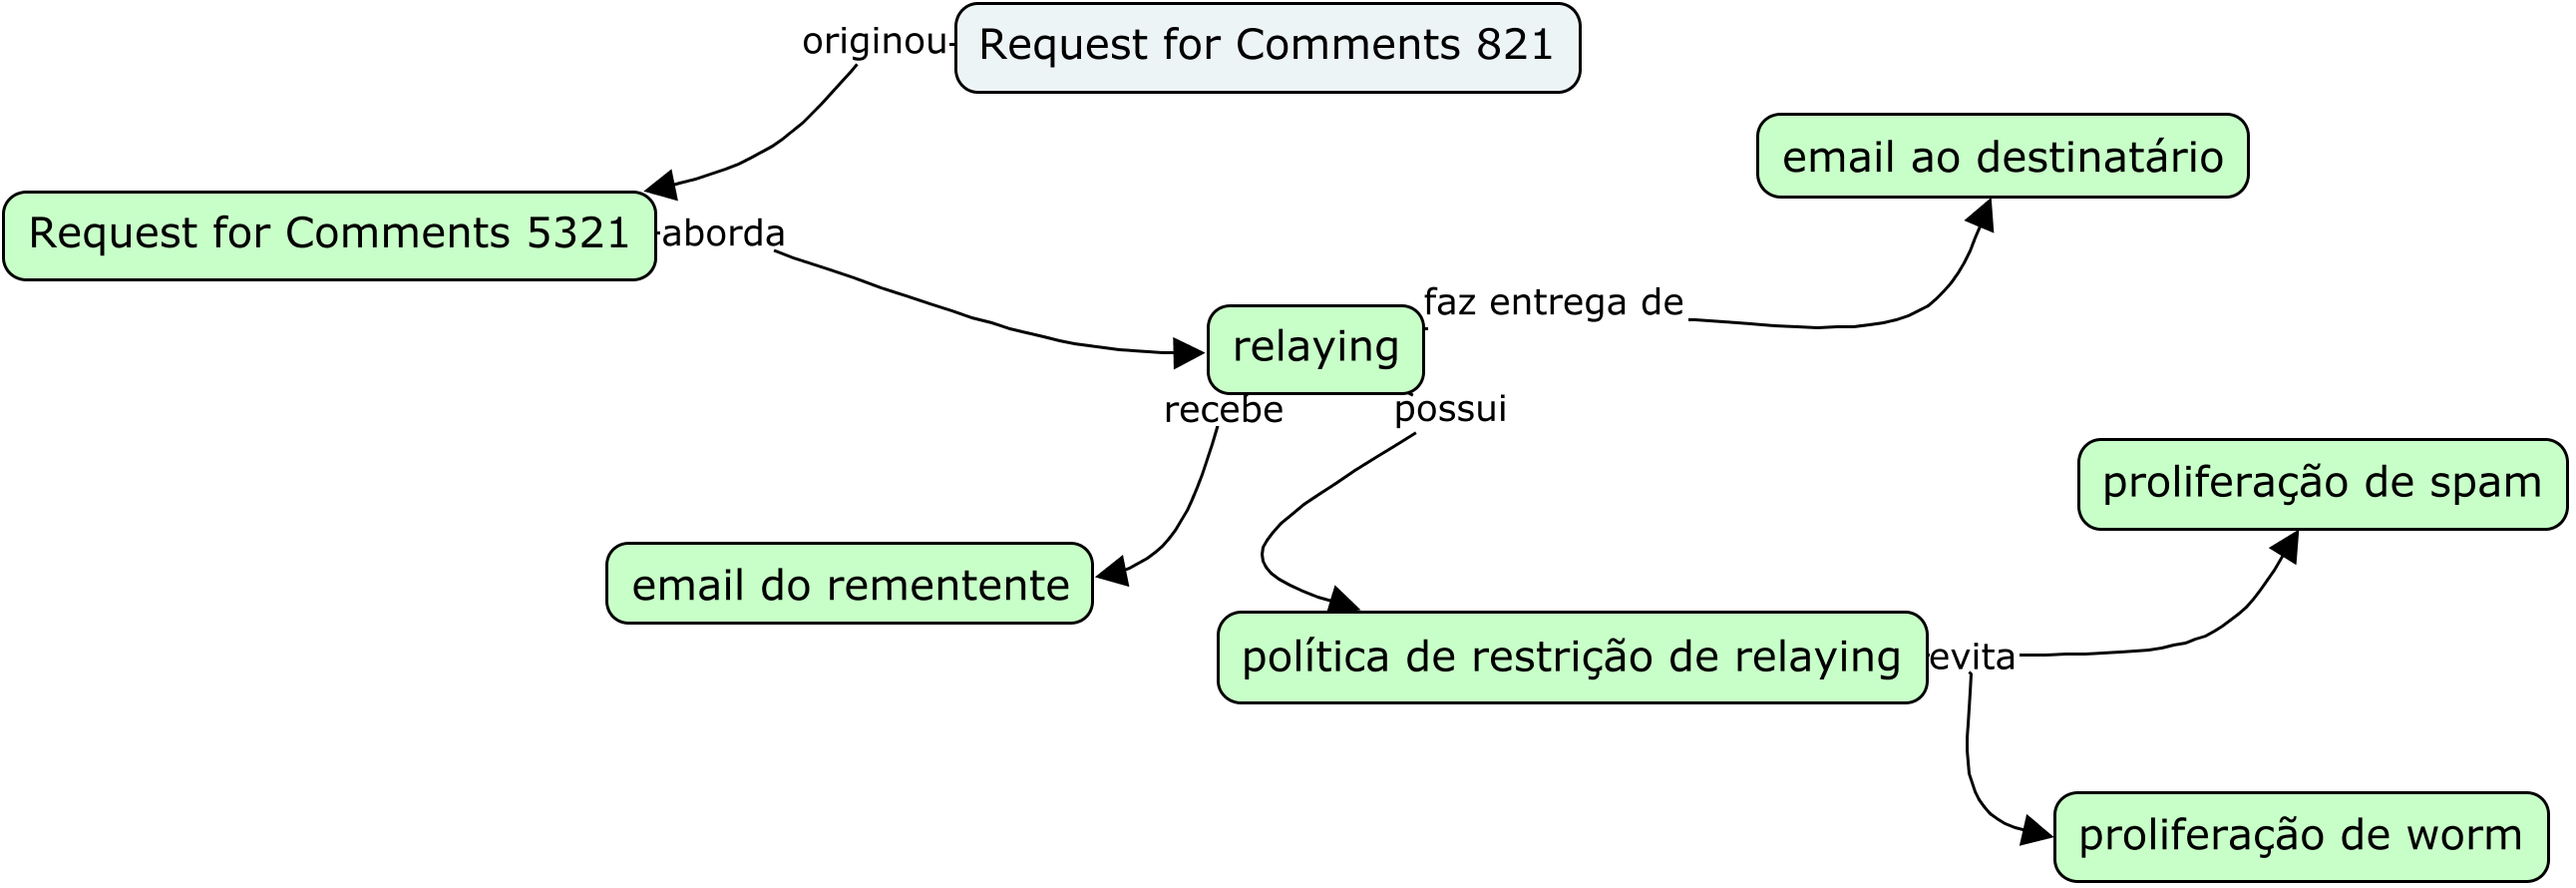 originou
Request for Comments 821
email ao destinatário
Request for Comments 5321
aborda
faz entrega de
relaying
recebe
possui
proliferação de spam
email do rementente
política de restrição de relaying
evita
proliferação de worm